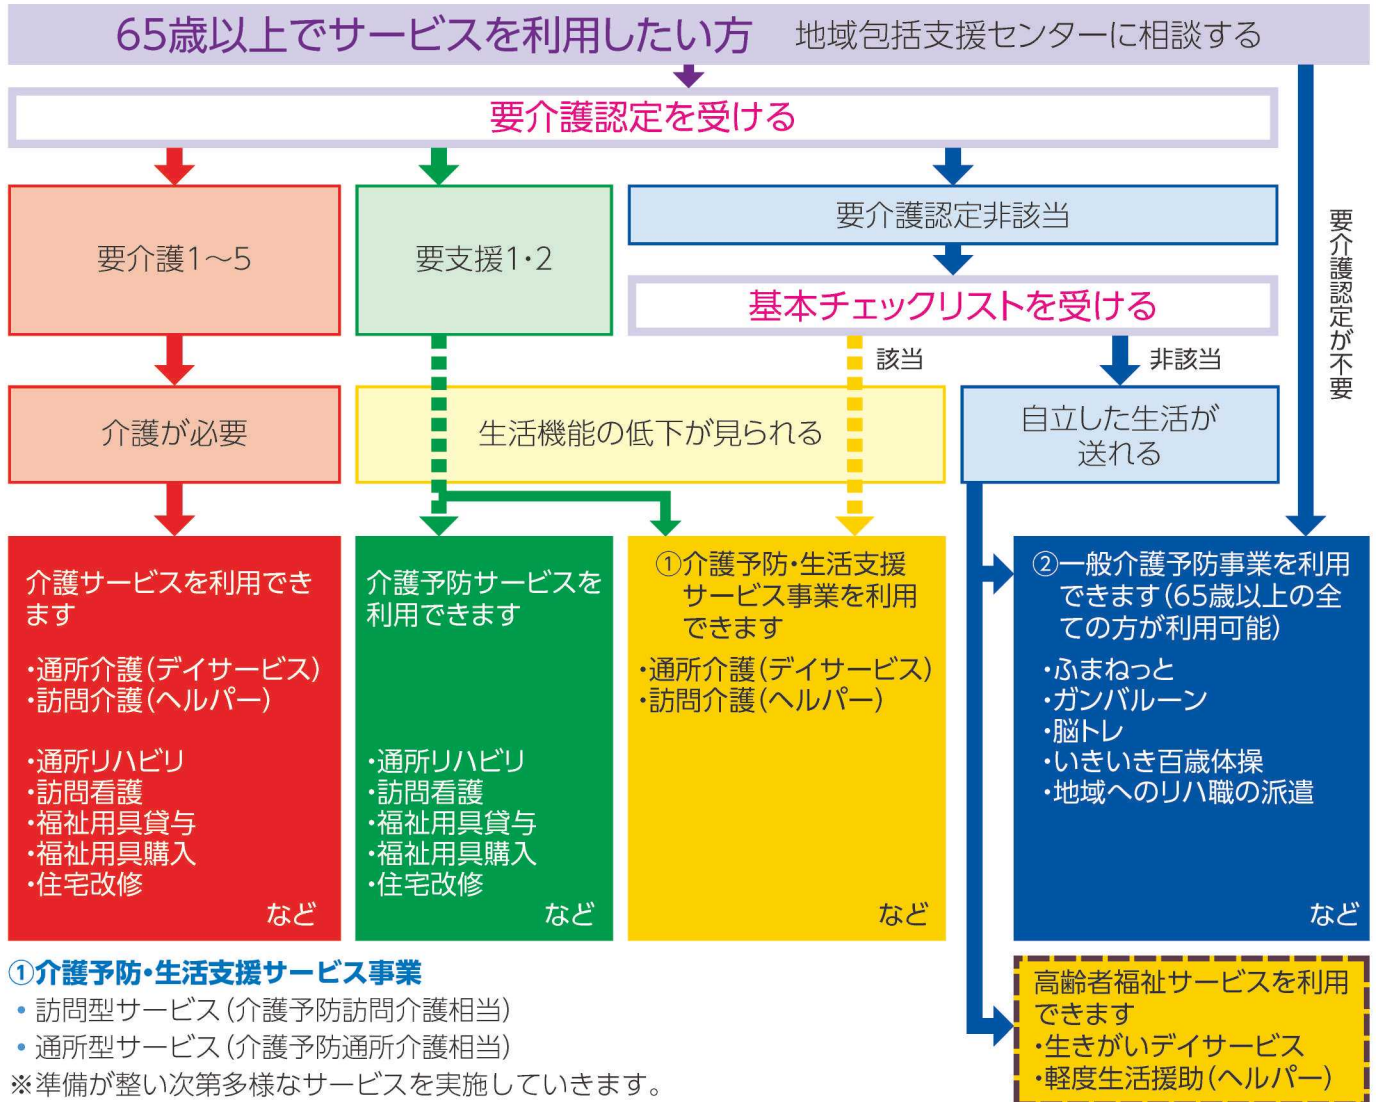 65歳以上でサービスを利用したい方 地域包括支援センターに相談する
要介護認定を受ける
要介護1〜5
要支援1・2
要介護認定非該当
基本チェックリストを受ける
該当
非該当
要介護認定が不要
介護が必要
生活機能の低下が見られる
自立した生活が
送れる
介護サービスを利用でき
ます
・通所介護(デイサービス)
・訪問介護(ヘルパー)
・通所リハビリ
・訪問看護
・福祉用具貸与
・福祉用具購入
・住宅改修
など
介護予防サービスを
利用できます
・通所リハビリ
・訪問看護
・福祉用具貸与
・福祉用具購入
・住宅改修
など
①介護予防・生活支援
サービス事業を利用
できます
・通所介護(デイサービス)
・訪問介護(ヘルパー)
など
②一般介護予防事業を利用
できます(65歳以上の全
ての方が利用可能)
・ふまねっと
・ガンバルーン
・脳トレ
・いきいき百歳体操
・地域へのリハ職の派遣
など
高齢者福祉サービスを利用
できます
・生きがいデイサービス
・軽度生活援助(ヘルパー)
①介護予防・生活支援サービス事業
• 訪問型サービス(介護予防訪問介護相当)
• 通所型サービス(介護予防通所介護相当)
※準備が整い次第多様なサービスを実施していきます。